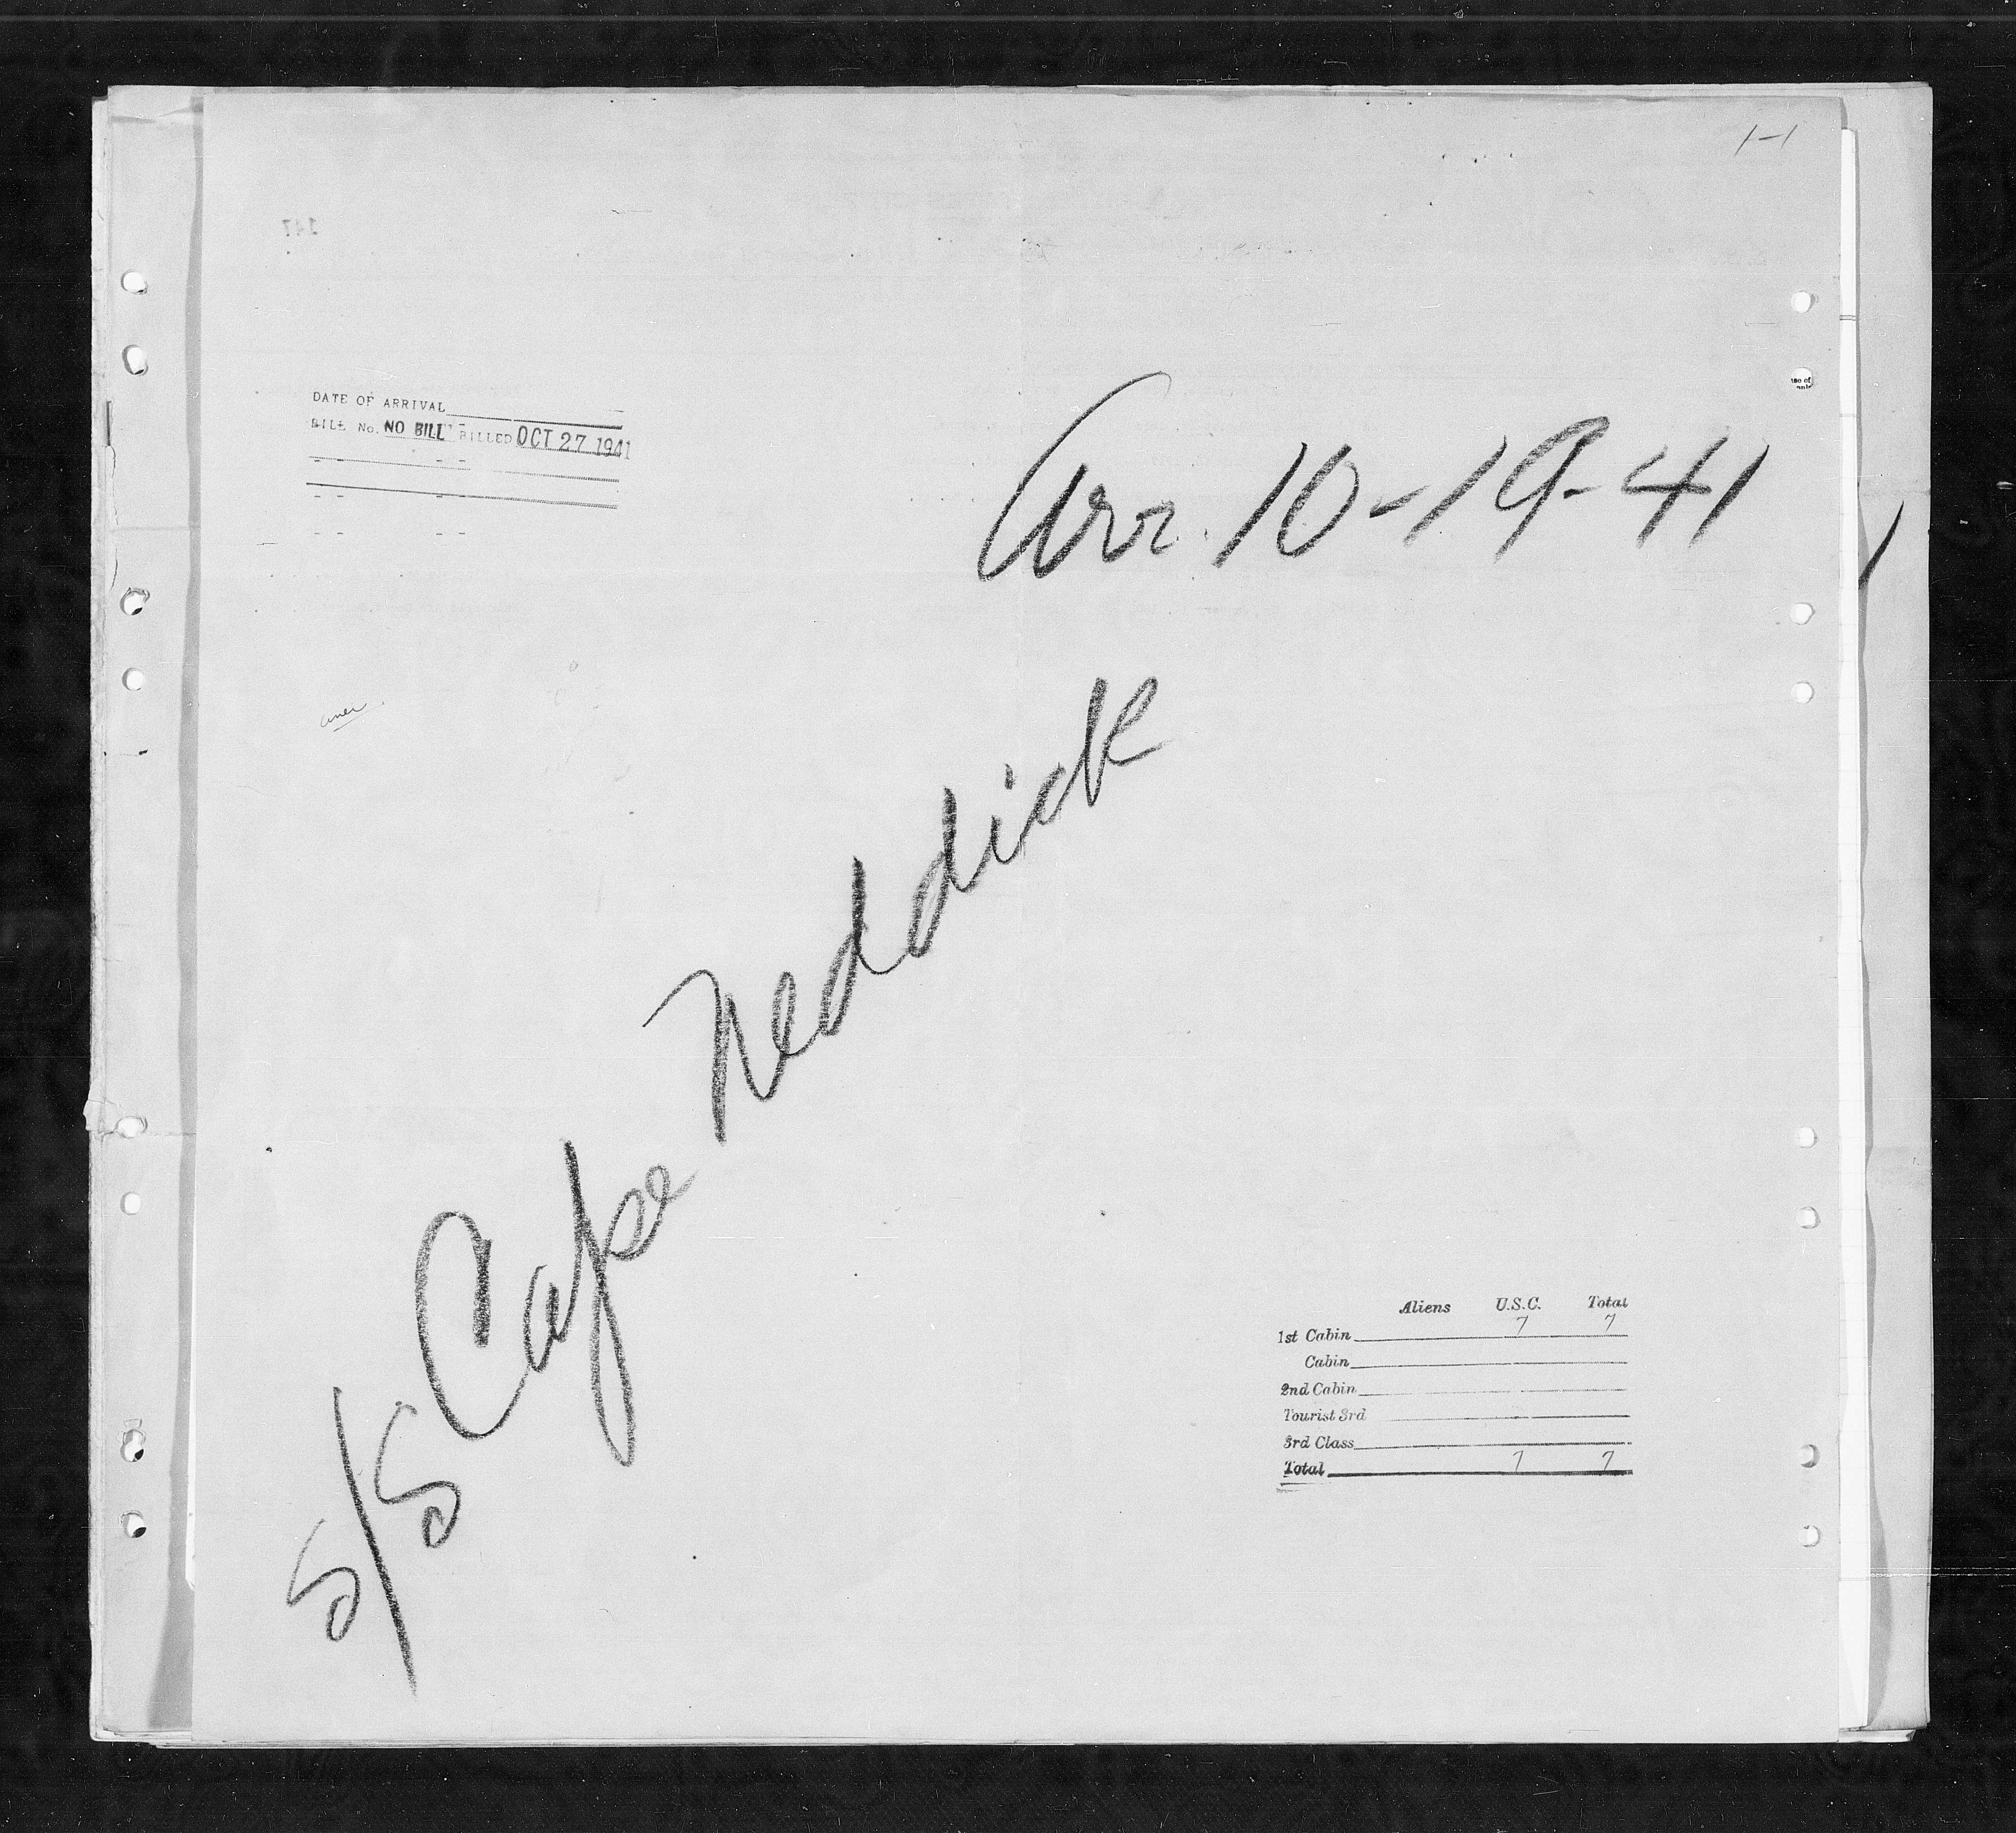 1-1
147
DATE OF ARRIVAL
BILL No. NO BILL BILLED OCT 27 1941
Arr. 10-19-41
S/S Cape Neddick
Aliens U.S.C. Total
1st Cabin 7 7
Cabin
2nd Cabin
Tourist 3rd
3rd Class
Total 7 7